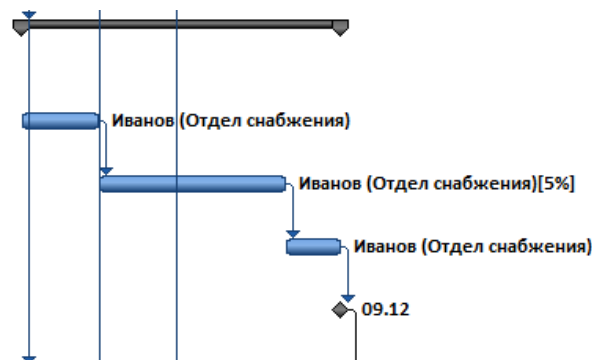 Иванов (Отдел снабжения)
Иванов (Отдел снабжения)[5%]
Иванов (Отдел снабжения)
09.12